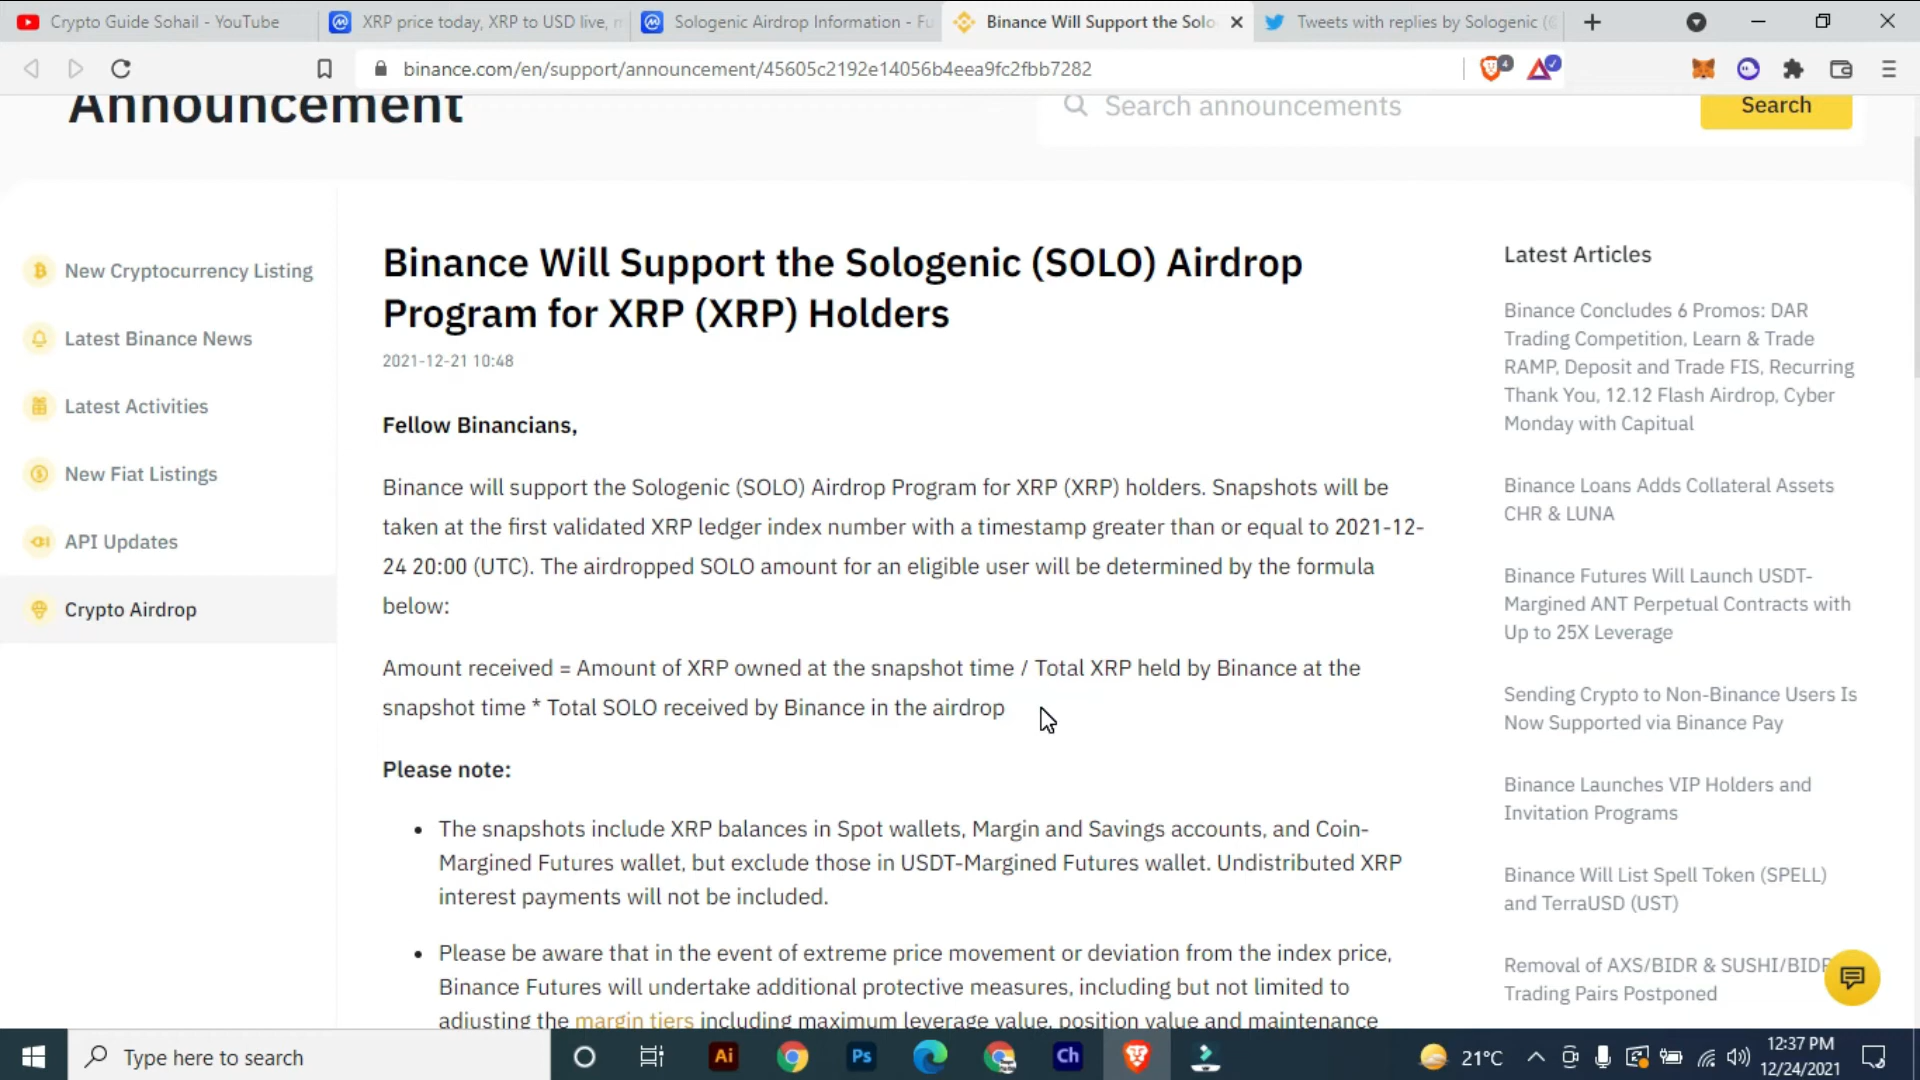 Crypto Guide Sohail - YouTube
XRP price today, XRP to USD live,
Sologenic Airdrop Information - Fu
Binance Will Support the Solo
Tweets with replies by Sologenic (
binance.com/en/support/announcement/45605c2192e14056b4eea9fc2fbb7282
4
Announcement
Search announcements
Search
New Cryptocurrency Listing
Latest Binance News
Latest Activities
New Fiat Listings
API Updates
Crypto Airdrop
Binance Will Support the Sologenic (SOLO) Airdrop
Program for XRP (XRP) Holders
2021-12-21 10:48
Fellow Binancians,
Binance will support the Sologenic (SOLO) Airdrop Program for XRP (XRP) holders. Snapshots will be
taken at the first validated XRP ledger index number with a timestamp greater than or equal to 2021-12-
24 20:00 (UTC). The airdropped SOLO amount for an eligible user will be determined by the formula
below:
Amount received = Amount of XRP owned at the snapshot time / Total XRP held by Binance at the
snapshot time * Total SOLO received by Binance in the airdrop
Please note:
• The snapshots include XRP balances in Spot wallets, Margin and Savings accounts, and Coin-
Margined Futures wallet, but exclude those in USDT-Margined Futures wallet. Undistributed XRP
interest payments will not be included.
• Please be aware that in the event of extreme price movement or deviation from the index price,
Binance Futures will undertake additional protective measures, including but not limited to
adjusting the margin tiers including maximum leverage value, position value and maintenance
Latest Articles
Binance Concludes 6 Promos: DAR
Trading Competition, Learn & Trade
RAMP, Deposit and Trade FIS, Recurring
Thank You, 12.12 Flash Airdrop, Cyber
Monday with Capitual
Binance Loans Adds Collateral Assets
CHR & LUNA
Binance Futures Will Launch USDT-
Margined ANT Perpetual Contracts with
Up to 25X Leverage
Sending Crypto to Non-Binance Users Is
Now Supported via Binance Pay
Binance Launches VIP Holders and
Invitation Programs
Binance Will List Spell Token (SPELL)
and TerraUSD (UST)
Removal of AXS/BIDR & SUSHI/BIDR
Trading Pairs Postponed
Type here to search
Ai
Ps
Ch
21°C
12:37 PM
12/24/2021